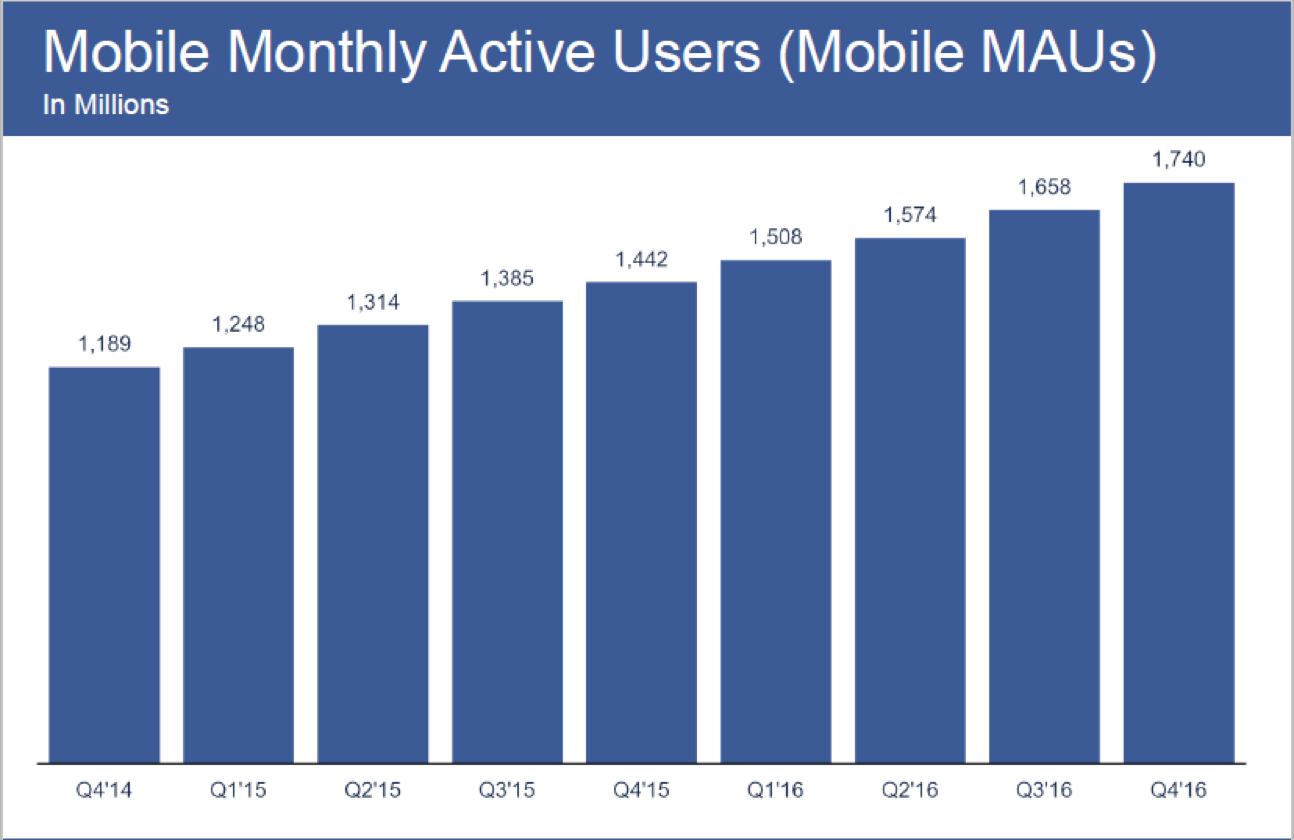 Mobile Monthly Active Users (Mobile MAUs)
In Millions
1,189
1,248
1,314
1,385
1,442
1,508
1,574
1,658
1,740
Q4'14
Q1'15
Q2'15
Q3'15
Q4'15
Q1'16
Q2'16
Q3'16
Q4'16